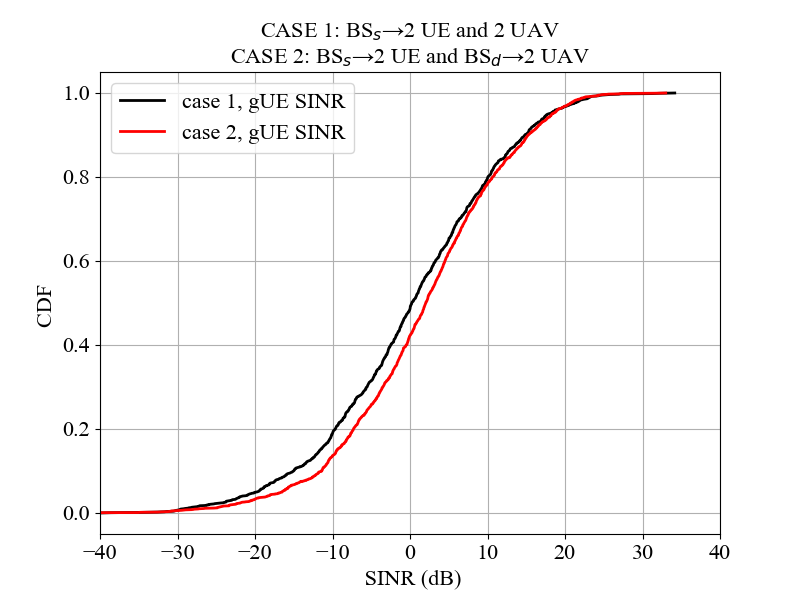 CASE 1: BSₛ→2 UE and 2 UAV
CASE 2: BSₛ→2 UE and BS_d→2 UAV
case 1, gUE SINR
case 2, gUE SINR
1.0
0.8
0.6
0.4
0.2
0.0
CDF
−40 −30 −20 −10 0 10 20 30 40
SINR (dB)